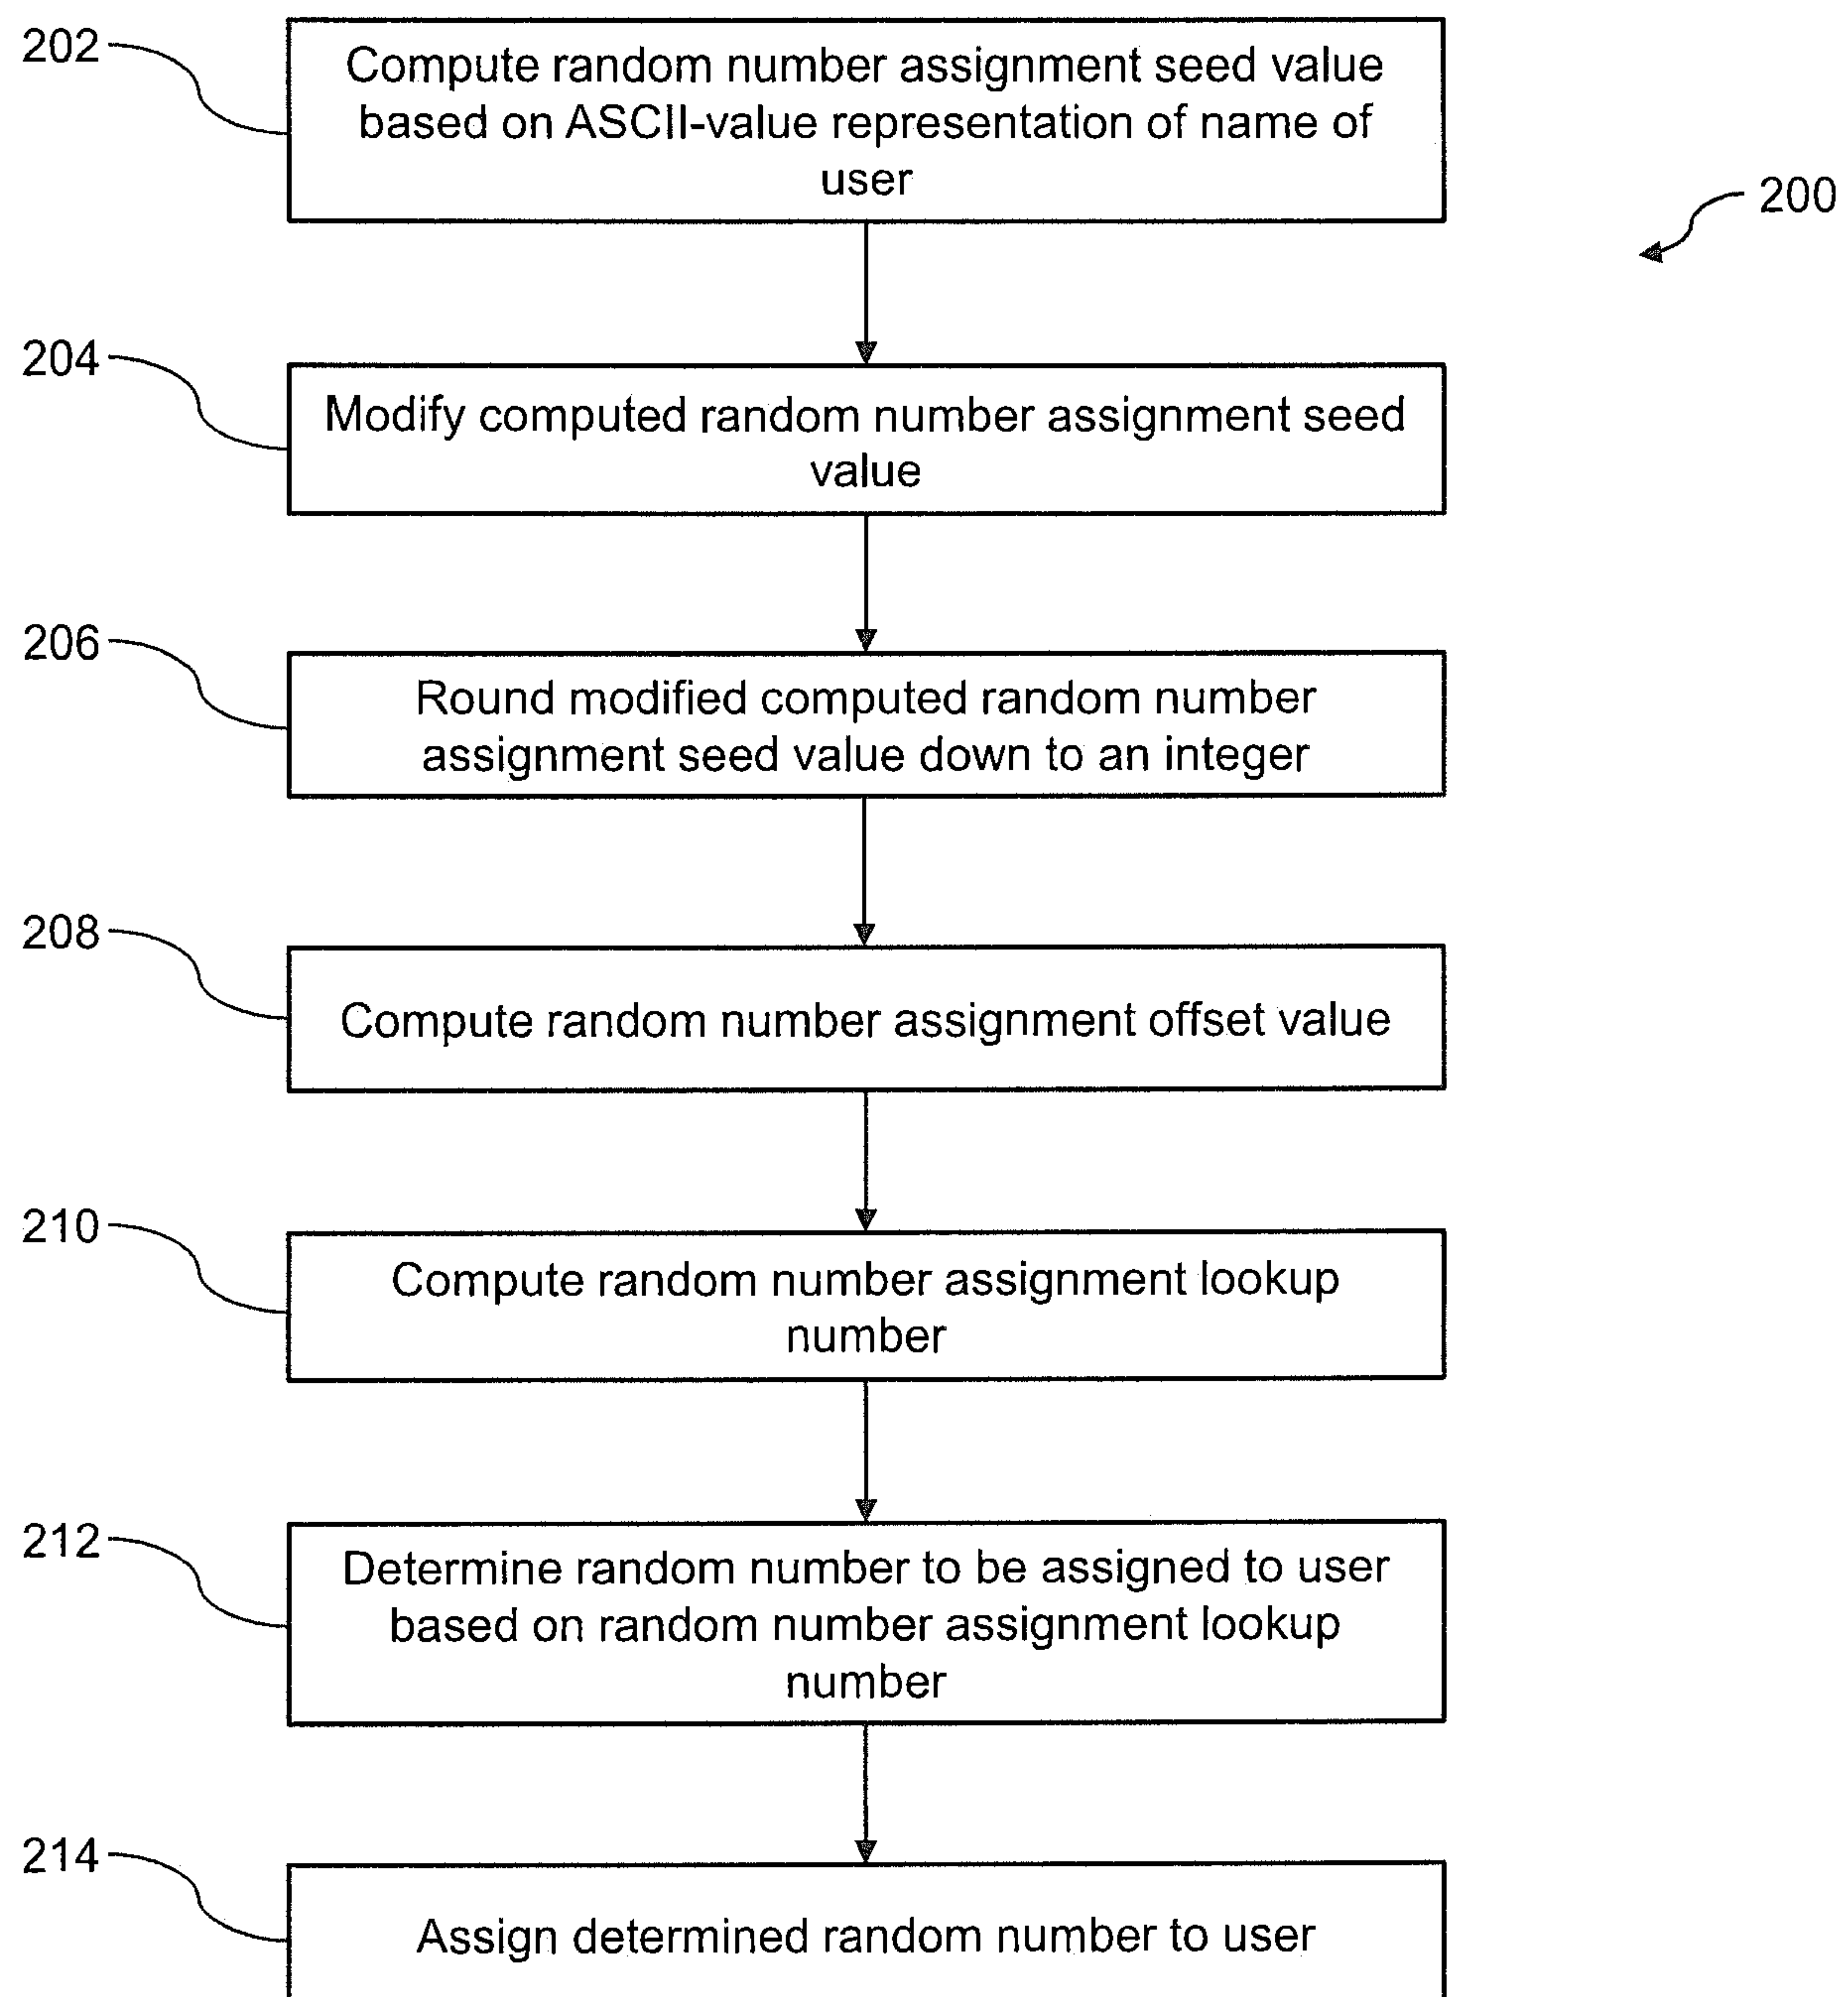 202
Compute random number assignment seed value
based on ASCII-value representation of name of
user
200
204
Modify computed random number assignment seed
value
206
Round modified computed random number
assignment seed value down to an integer
208
Compute random number assignment offset value
210
Compute random number assignment lookup
number
212
Determine random number to be assigned to user
based on random number assignment lookup
number
214
Assign determined random number to user